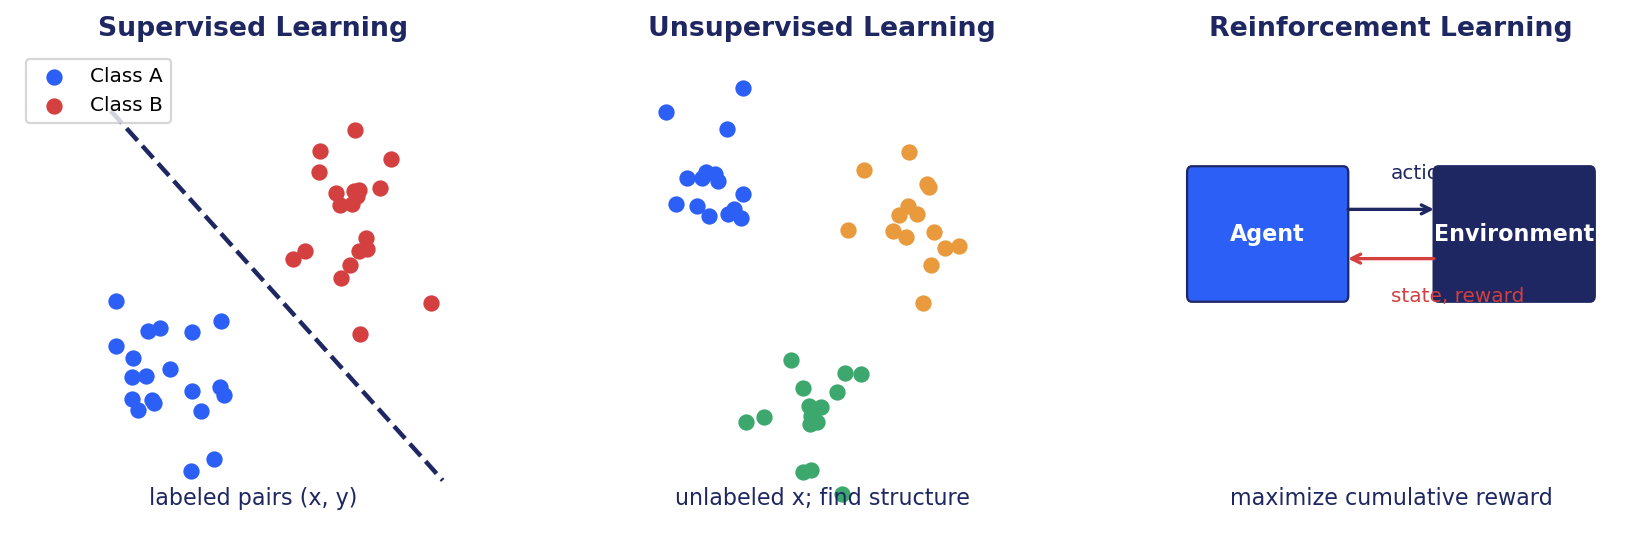 Supervised Learning
Class A
Class B
labeled pairs (x, y)
Unsupervised Learning
unlabeled x; find structure
Reinforcement Learning
Agent
Environment
state, reward
maximize cumulative reward